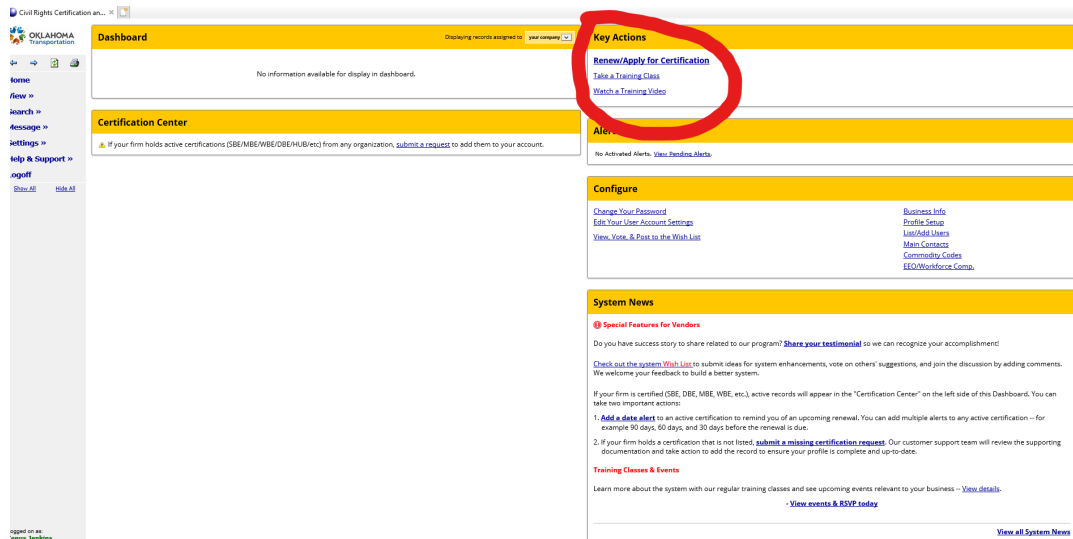 Civil Rights Certification an...
OKLAHOMA
Transportation
Home
View »
Search »
Message »
Settings »
Help & Support »
Logoff
Show All Hide All
Dashboard
Displaying records assigned to your company
No information available for display in dashboard.
Certification Center
If your firm holds active certifications (SBE/MBE/WBE/DBE/HUB/etc) from any organization, submit a request to add them to your account.
Key Actions
Renew/Apply for Certification
Take a Training Class
Watch a Training Video
Alerts
No Activated Alerts. View Pending Alerts.
Configure
Change Your Password
Edit Your User Account Settings
View, Vote, & Post to the Wish List
Business Info
Profile Setup
List/Add Users
Main Contacts
Commodity Codes
EEO/Workforce Comp.
System News
Special Features for Vendors
Do you have success story to share related to our program? Share your testimonial so we can recognize your accomplishment!
Check out the system Wish List to submit ideas for system enhancements, vote on others' suggestions, and join the discussion by adding comments.
We welcome your feedback to build a better system.
If your firm is certified (SBE, DBE, MBE, WBE, etc.), active records will appear in the "Certification Center" on the left side of this Dashboard. You can
take two important actions:
1. Add a date alert to an active certification to remind you of an upcoming renewal. You can add multiple alerts to any active certification -- for
example 90 days, 60 days, and 30 days before the renewal is due.
2. If your firm holds a certification that is not listed, submit a missing certification request. Our customer support team will review the supporting
documentation and take action to add the record to ensure your profile is complete and up-to-date.
Training Classes & Events
Learn more about the system with our regular training classes and see upcoming events relevant to your business -- View details.
- View events & RSVP today
View all System News
ogged on as:
Jenkins